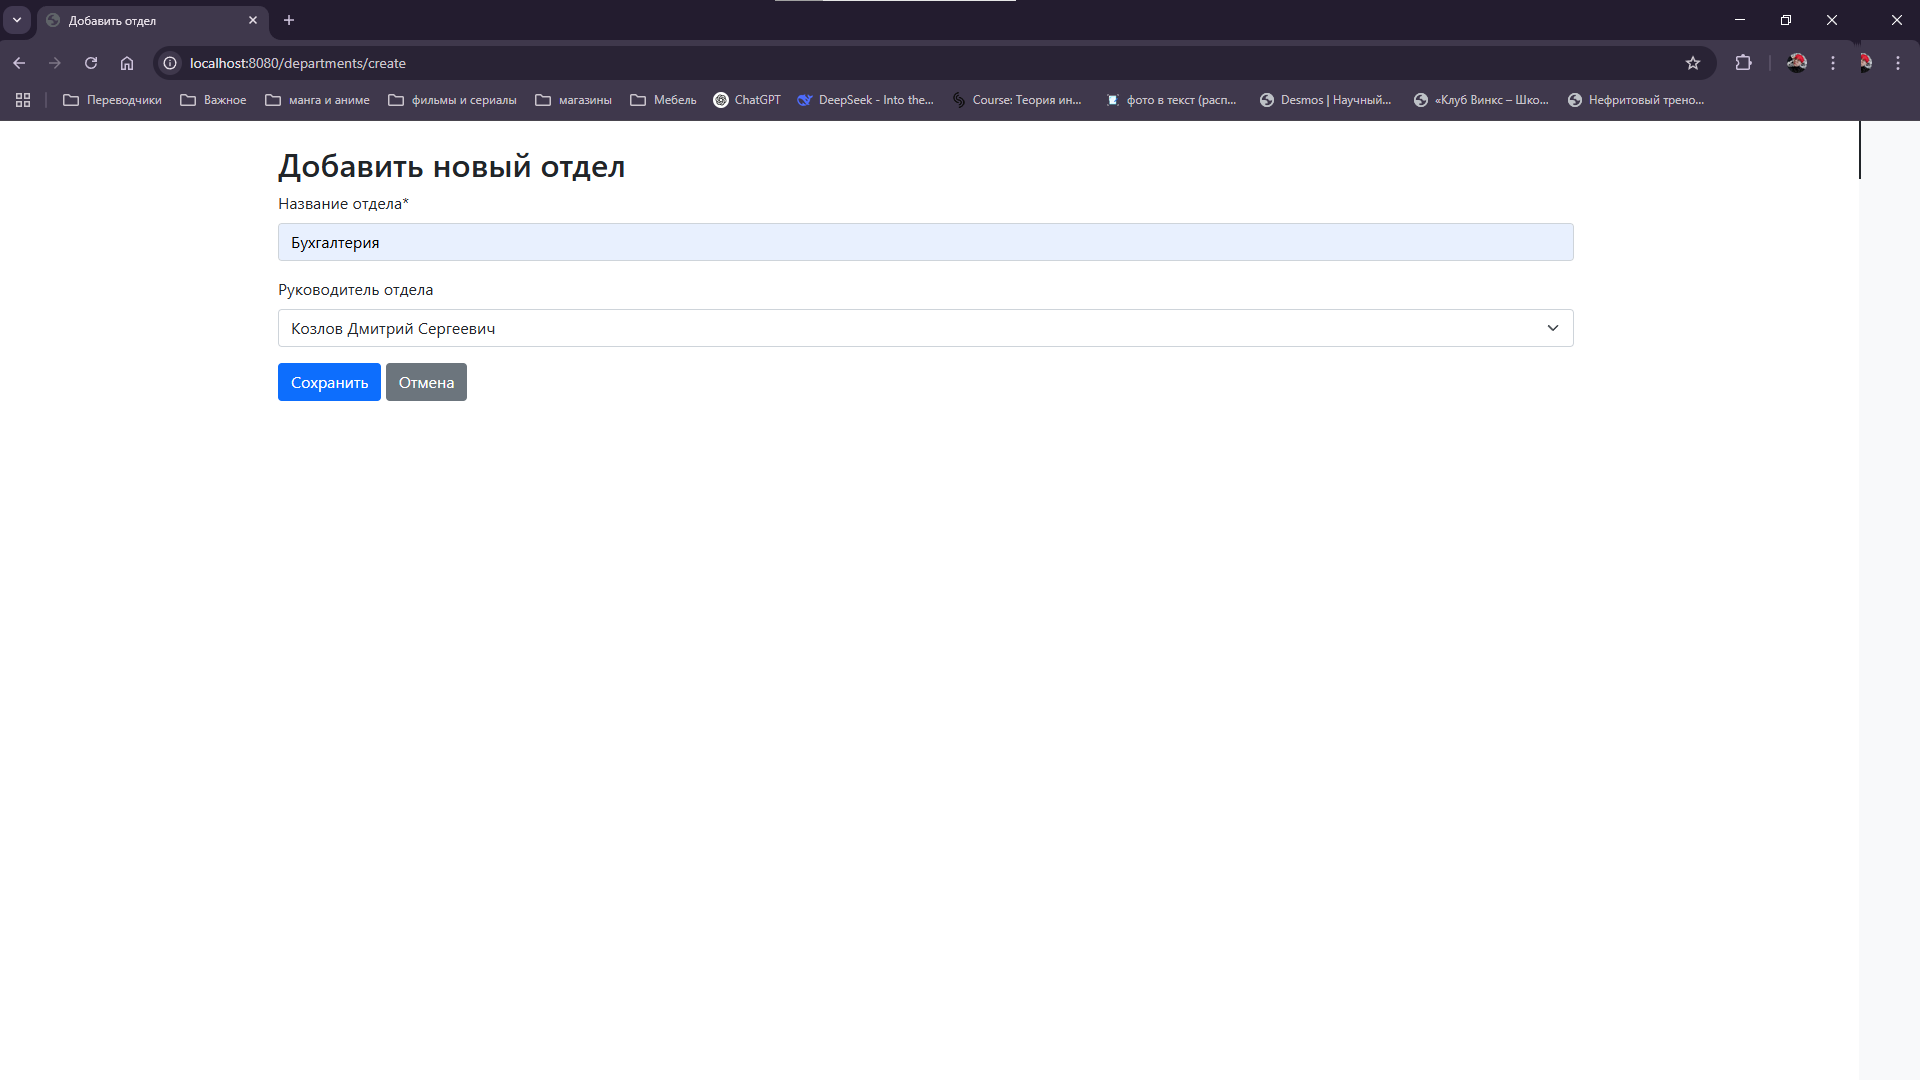 Добавить отдел
localhost:8080/departments/create
Переводчики Важное манга и аниме фильмы и сериалы магазины Мебель ChatGPT DeepSeek - Into the... Course: Теория ин... фото в текст (расп... Desmos | Научный... «Клуб Винкс – Шко... Нефритовый трено...
Добавить новый отдел
Название отдела*
Бухгалтерия
Руководитель отдела
Козлов Дмитрий Сергеевич
Сохранить Отмена